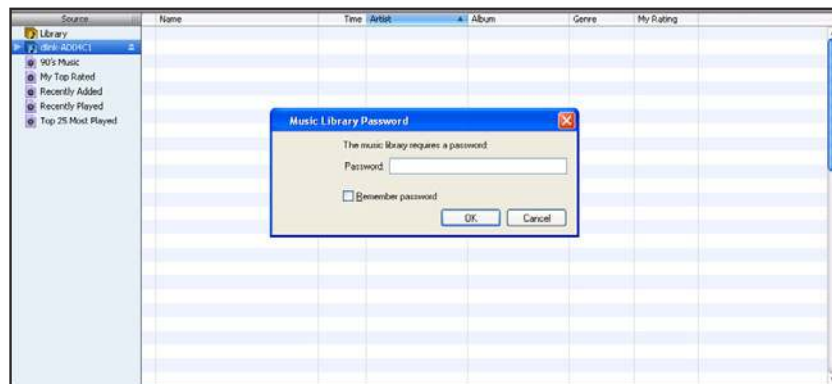 Source Name Time Artist Album Genre My Rating
Library
dlink-AD04C1
90's Music
My Top Rated
Recently Added
Recently Played
Top 25 Most Played
Music Library Password
The music library requires a password.
Password:
Remember password
OK Cancel